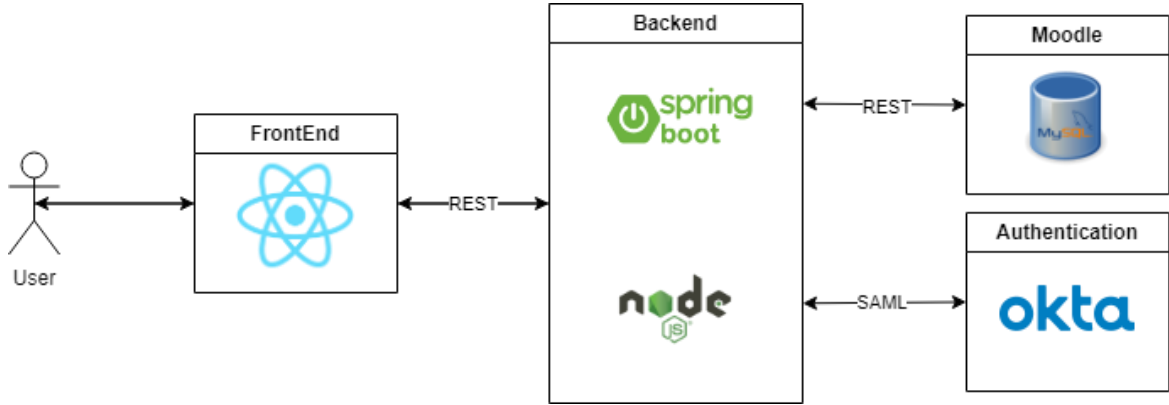 Backend
spring
boot
node
JS
FrontEnd
REST
User
REST
Moodle
MySQL
SAML
Authentication
okta